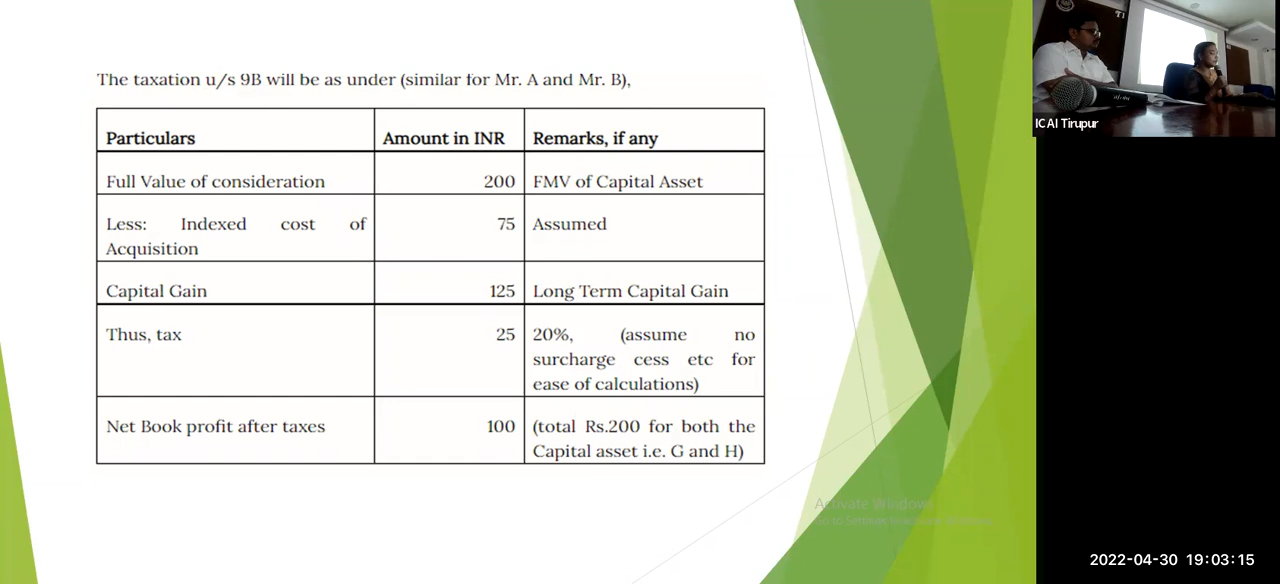 The taxation u/s 9B will be as under (similar for Mr. A and Mr. B),
Particulars Amount in INR Remarks, if any
Full Value of consideration 200 FMV of Capital Asset
Less: Indexed cost of 75 Assumed
Acquisition
Capital Gain 125 Long Term Capital Gain
Thus, tax 25 20%, (assume no
surcharge cess etc for
ease of calculations)
Net Book profit after taxes 100 (total Rs.200 for both the
Capital asset i.e. G and H)
Activate Windows
ICAI Tirupur
2022-04-30 19:03:15